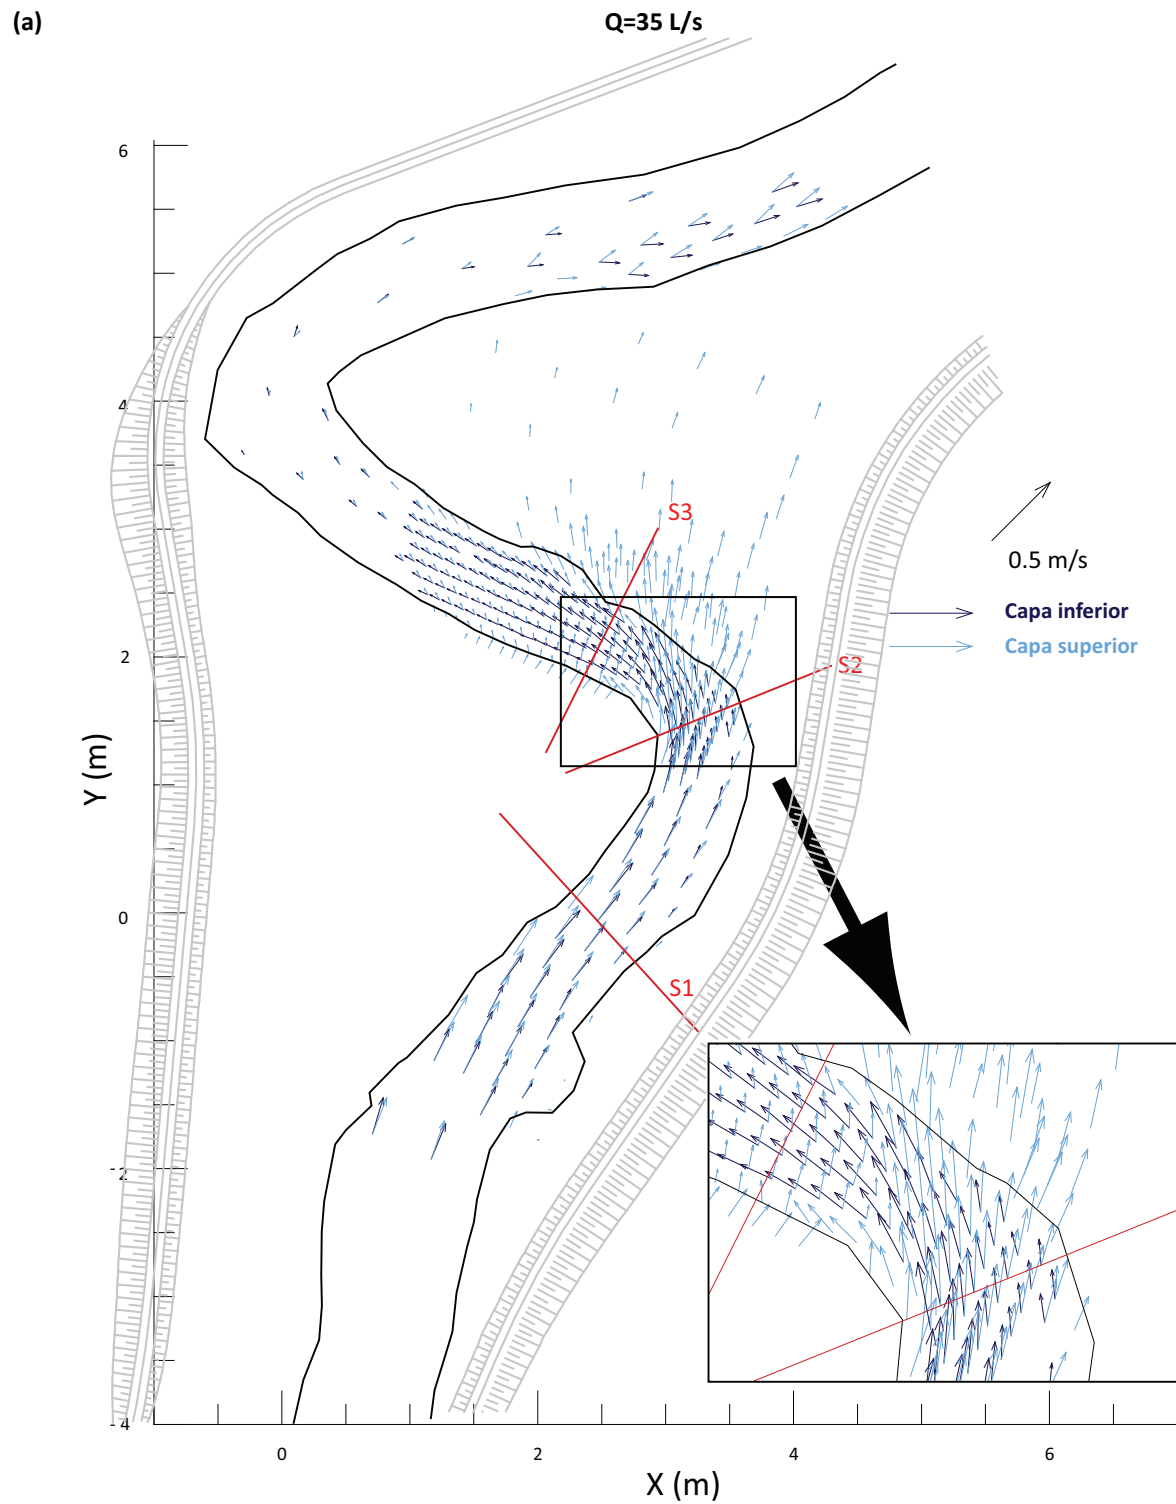 (a)
Q=35 L/s
6
4
S3
0.5 m/s
Capa inferior
Capa superior
2
S2
Y (m)
0
S1
-2
-4
0
2
4
6
X (m)